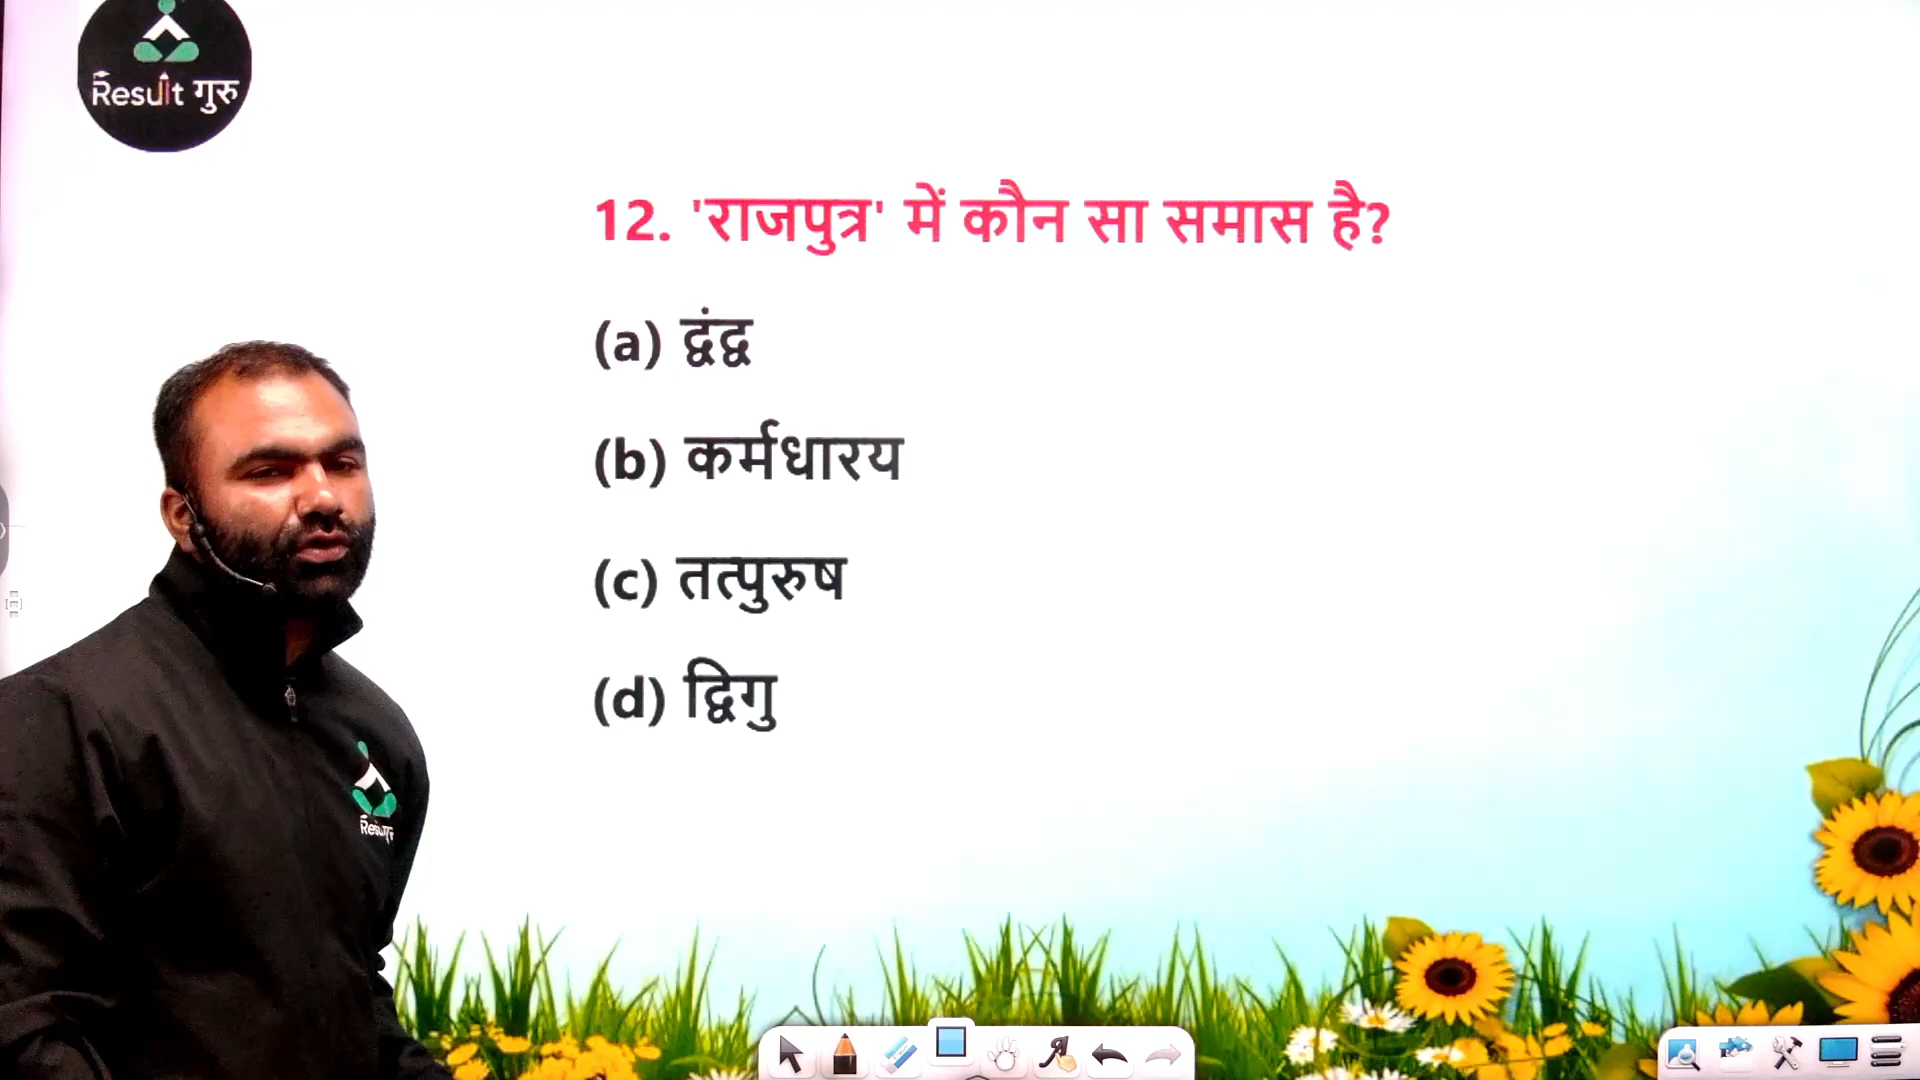 Result गुरु
12. 'राजपुत्र' में कौन सा समास है?
(a) द्वंद्व
(b) कर्मधारय
(c) तत्पुरुष
(d) द्विगु